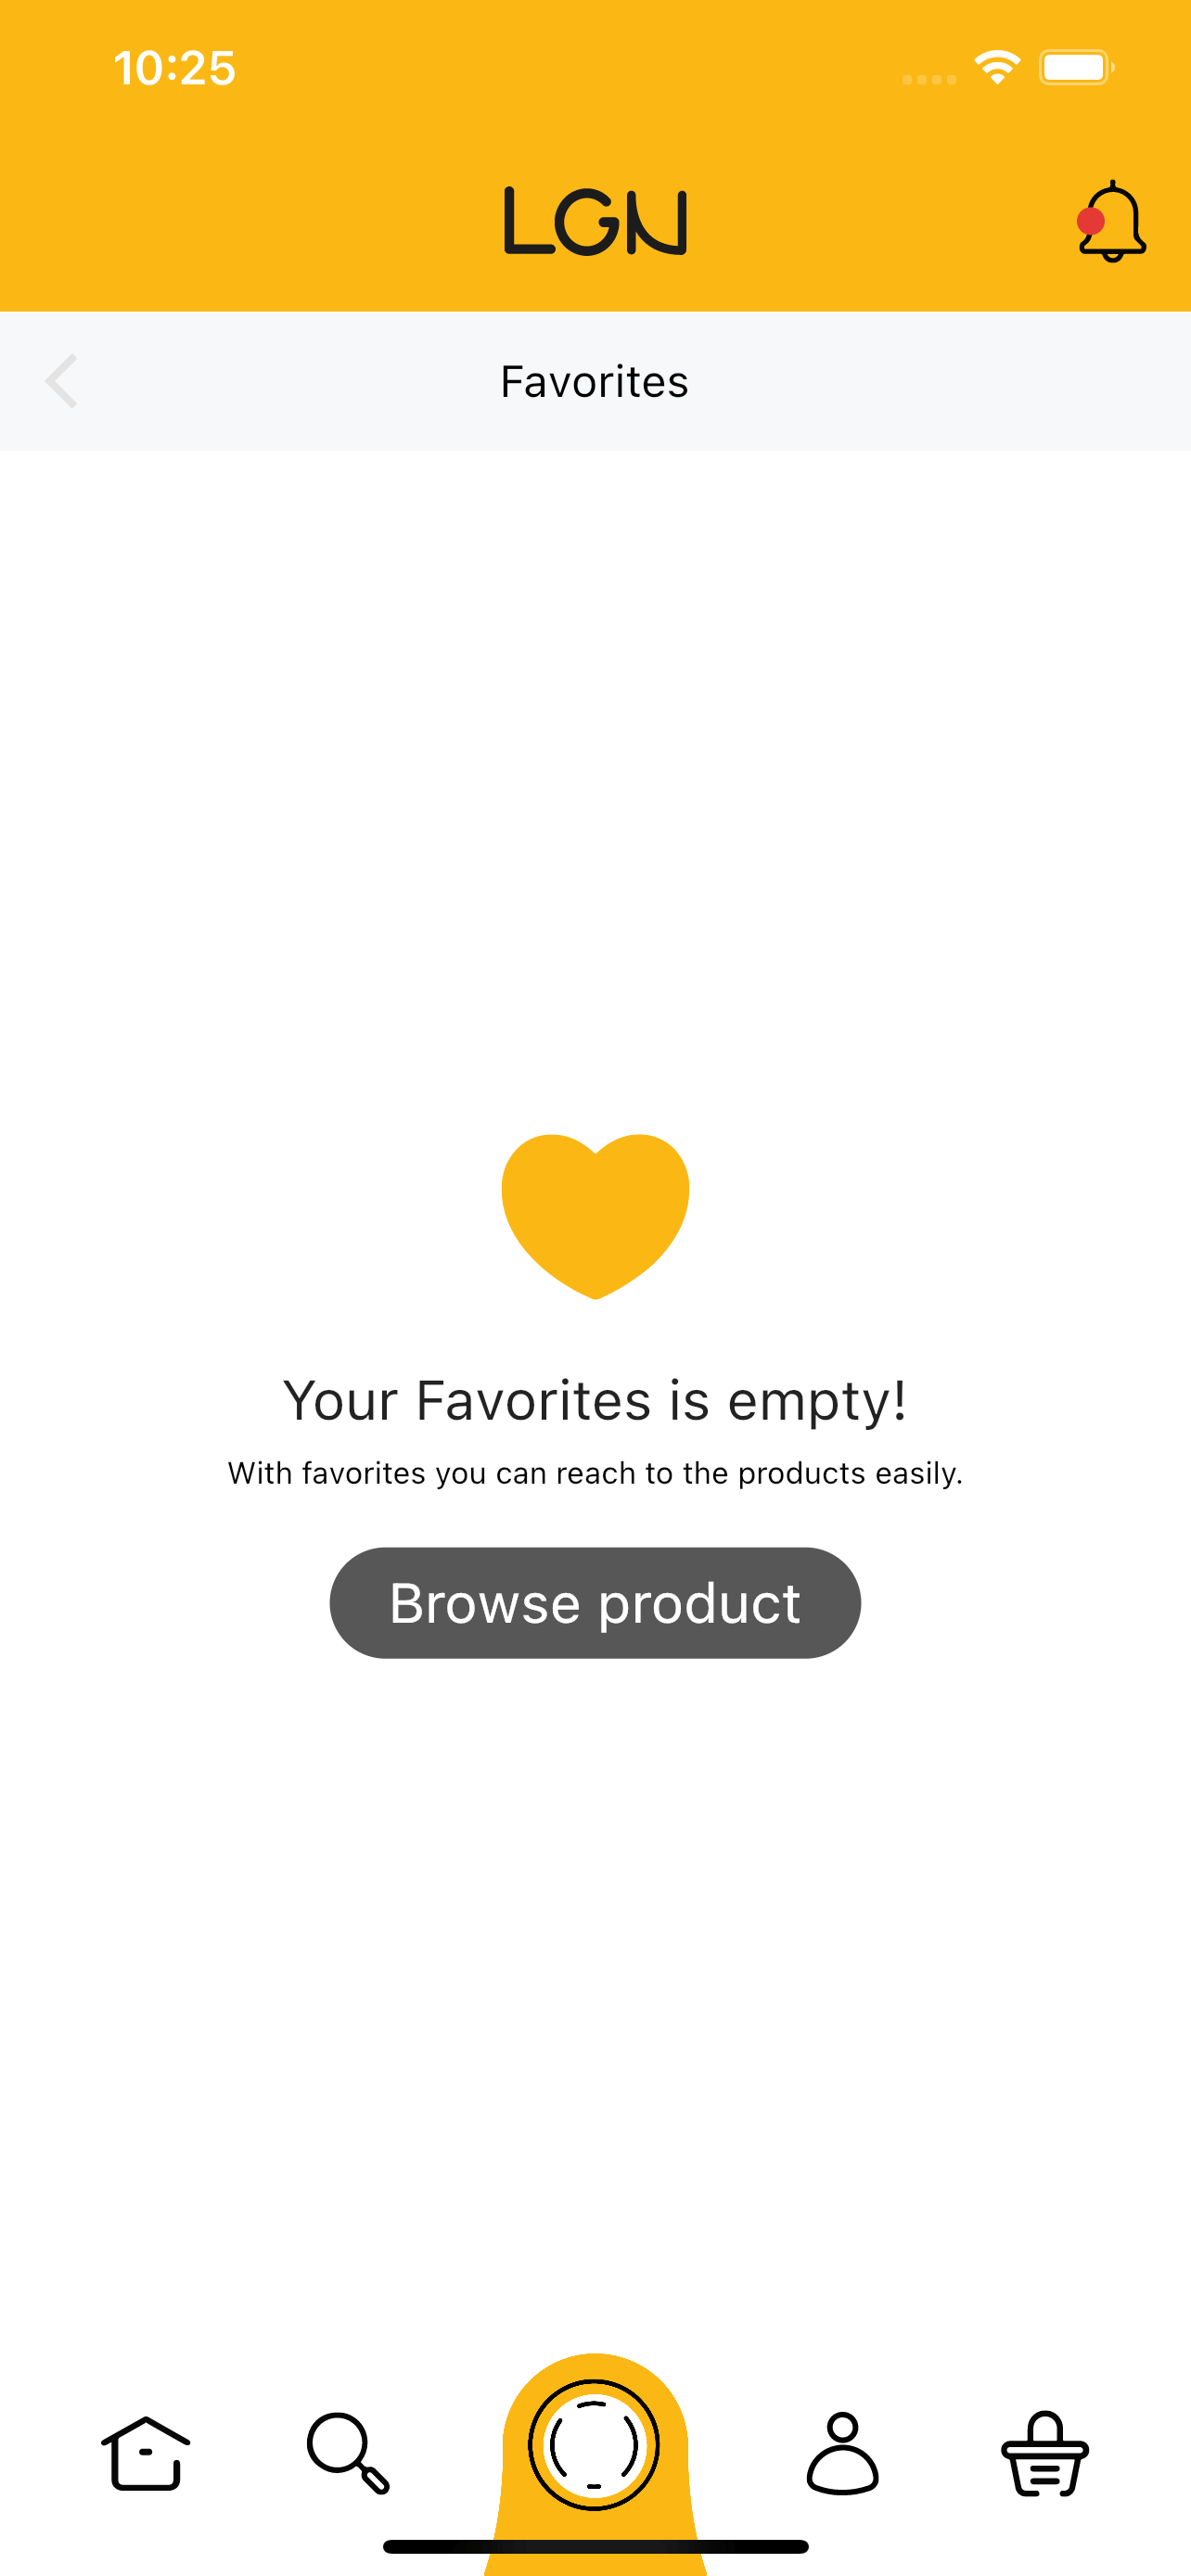 10:25
LGN
Favorites
Your Favorites is empty!
With favorites you can reach to the products easily.
Browse product